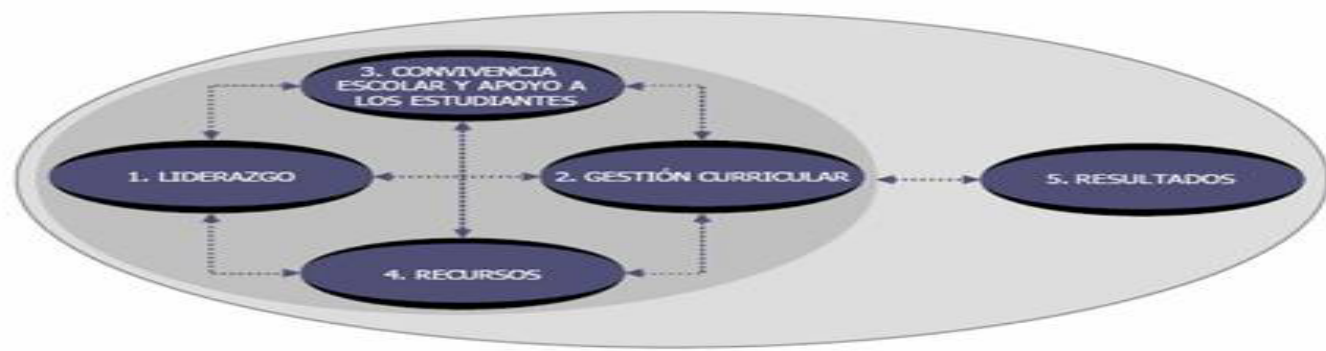 3. CONVIVENCIA
ESCOLAR Y APOYO A
LOS ESTUDIANTES
1. LIDERAZGO
2. GESTIÓN CURRICULAR
5. RESULTADOS
4. RECURSOS